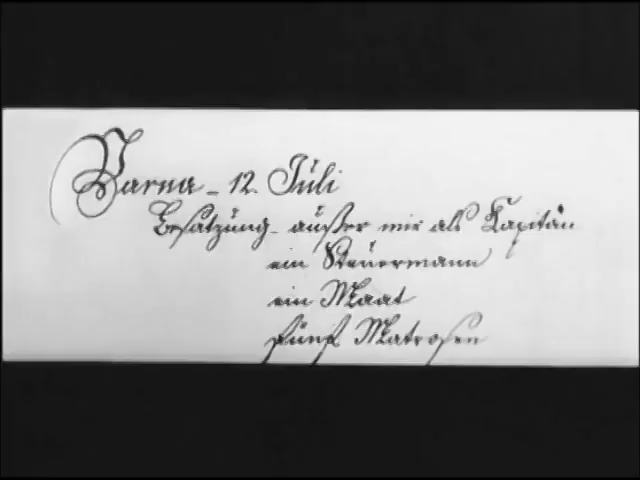 Varna - 12. Juli
Besatzung - außer mir als Kapitän
ein Steuermann
ein Maat
fünf Matrosen